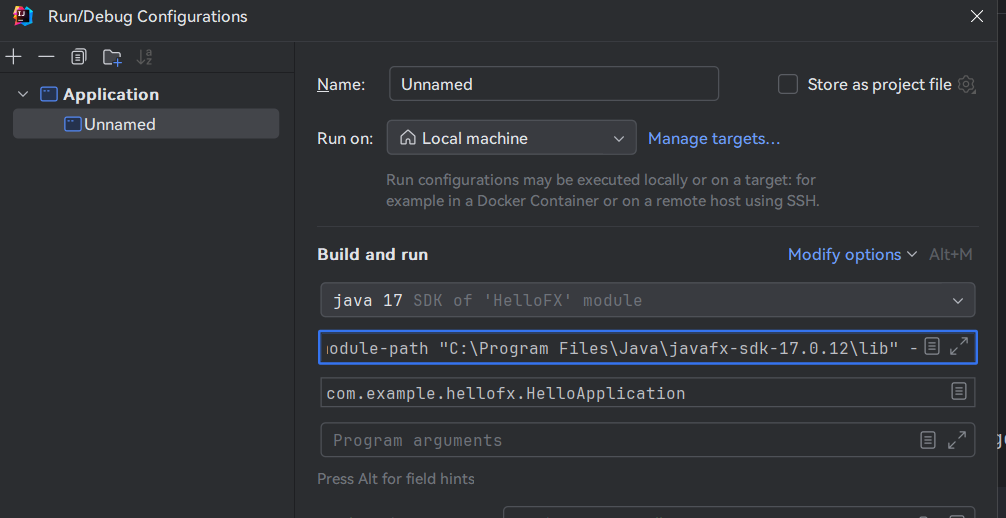 Run/Debug Configurations
Application
Unnamed
Name: Unnamed Store as project file
Run on: Local machine Manage targets…
Run configurations may be executed locally or on a target: for
example in a Docker Container or on a remote host using SSH.
Build and run Modify options Alt+M
java 17 SDK of 'HelloFX' module
odule-path "C:\Program Files\Java\javafx-sdk-17.0.12\lib" -
com.example.hellofx.HelloApplication
Program arguments
Press Alt for field hints